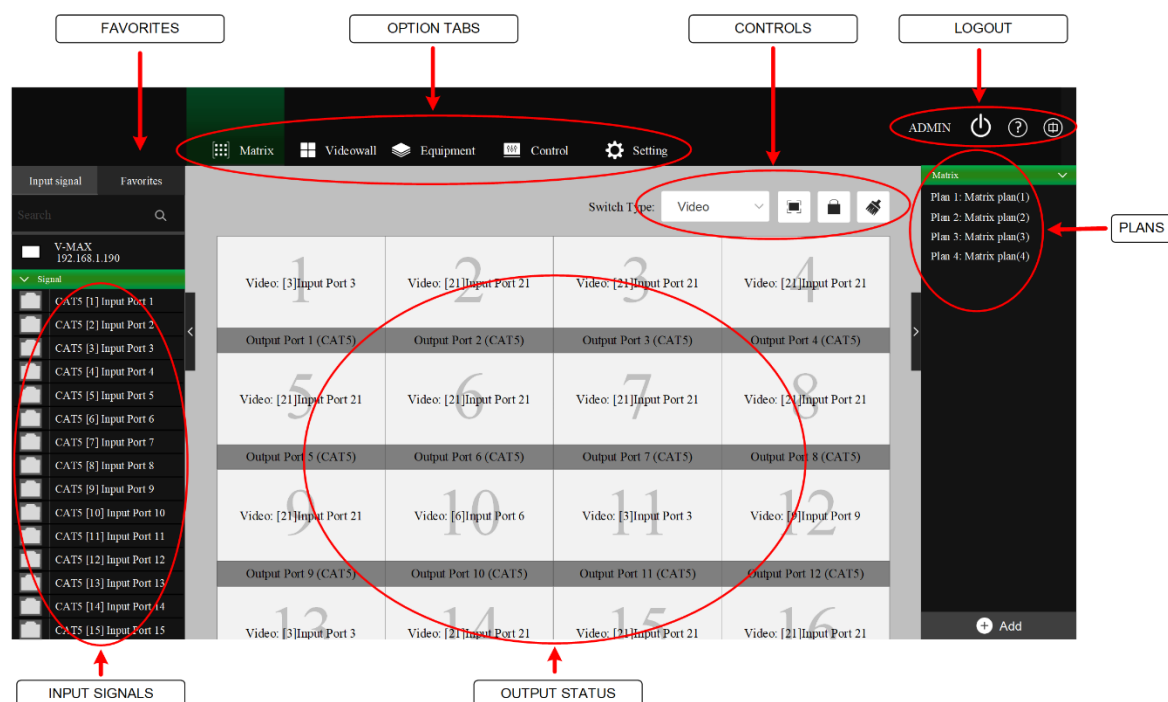 FAVORITES
OPTION TABS
CONTROLS
LOGOUT
ADMIN
Matrix
Videowall
Equipment
Control
Setting
Input signal
Favorites
Search
V-MAX
192.168.1.190
Signal
CAT5 [1] Input Port 1
CAT5 [2] Input Port 2
CAT5 [3] Input Port 3
CAT5 [4] Input Port 4
CAT5 [5] Input Port 5
CAT5 [6] Input Port 6
CAT5 [7] Input Port 7
CAT5 [8] Input Port 8
CAT5 [9] Input Port 9
CAT5 [10] Input Port 10
CAT5 [11] Input Port 11
CAT5 [12] Input Port 12
CAT5 [13] Input Port 13
CAT5 [14] Input Port 14
CAT5 [15] Input Port 15
Switch Type:
Video
1
Video: [3]Input Port 3
2
Video: [21]Input Port 21
3
Video: [21]Input Port 21
4
Video: [21]Input Port 21
Output Port 1 (CAT5)
Output Port 2 (CAT5)
Output Port 3 (CAT5)
Output Port 4 (CAT5)
5
Video: [21]Input Port 21
6
Video: [21]Input Port 21
7
Video: [21]Input Port 21
8
Video: [21]Input Port 21
Output Port 5 (CAT5)
Output Port 6 (CAT5)
Output Port 7 (CAT5)
Output Port 8 (CAT5)
9
Video: [21]Input Port 21
10
Video: [6]Input Port 6
11
Video: [3]Input Port 3
12
Video: [9]Input Port 9
Output Port 9 (CAT5)
Output Port 10 (CAT5)
Output Port 11 (CAT5)
Output Port 12 (CAT5)
13
Video: [3]Input Port 3
14
Video: [21]Input Port 21
15
Video: [21]Input Port 21
16
Video: [21]Input Port 21
Matrix
Plan 1: Matrix plan(1)
Plan 2: Matrix plan(2)
Plan 3: Matrix plan(3)
Plan 4: Matrix plan(4)
PLANS
Add
INPUT SIGNALS
OUTPUT STATUS